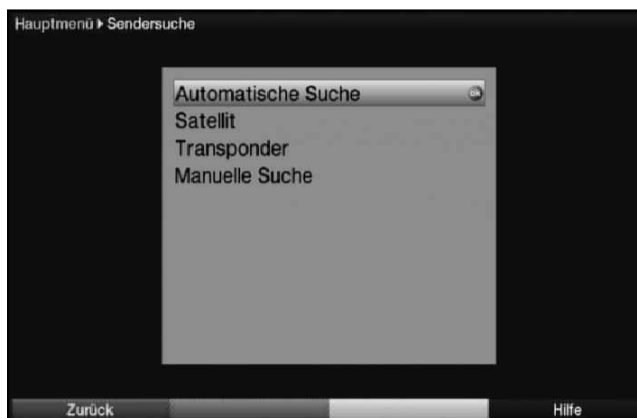 Hauptmenü ▸ Sendersuche
Automatische Suche
Satellit
Transponder
Manuelle Suche
Zurück Hilfe